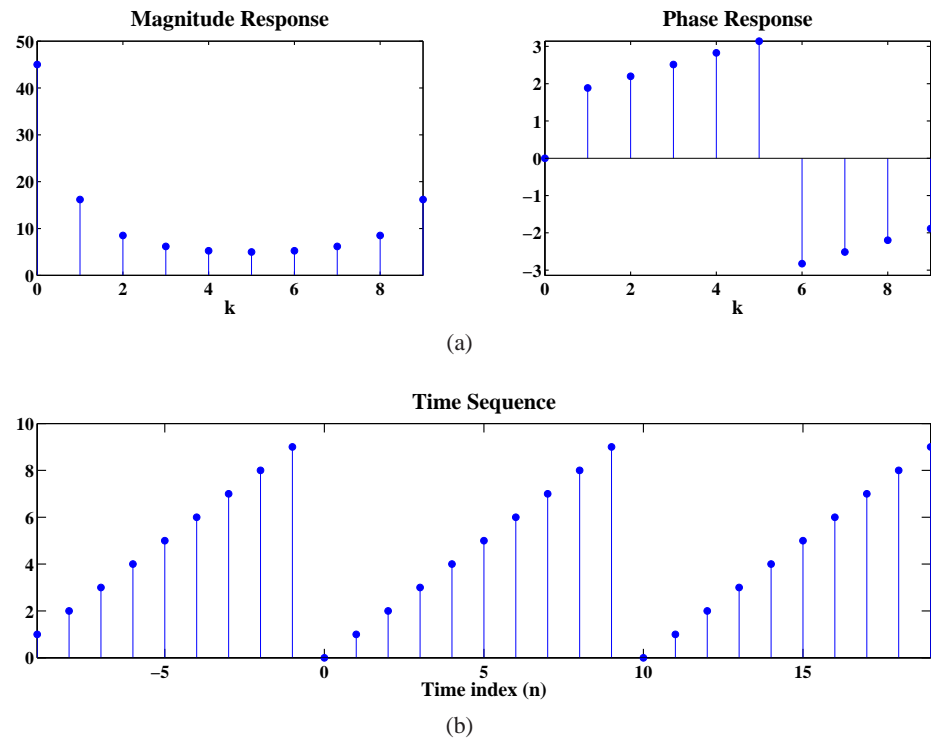 Magnitude Response
50
40
30
20
10
0
0 2 4 6 8
k
Phase Response
3
2
1
0
−1
−2
−3
0 2 4 6 8
k
(a)
Time Sequence
10
8
6
4
2
0
−5 0 5 10 15
Time index (n)
(b)